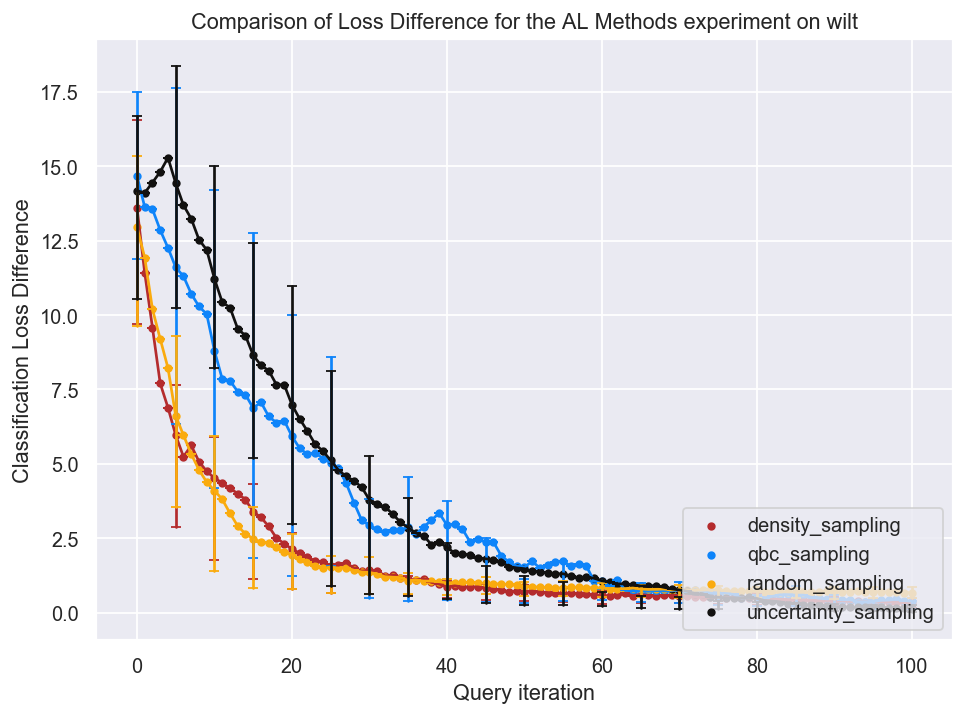 Comparison of Loss Difference for the AL Methods experiment on wilt
Classification Loss Difference
17.5
15.0
12.5
10.0
7.5
5.0
2.5
0.0
density_sampling
qbc_sampling
random_sampling
uncertainty_sampling
0 20 40 60 80 100
Query iteration